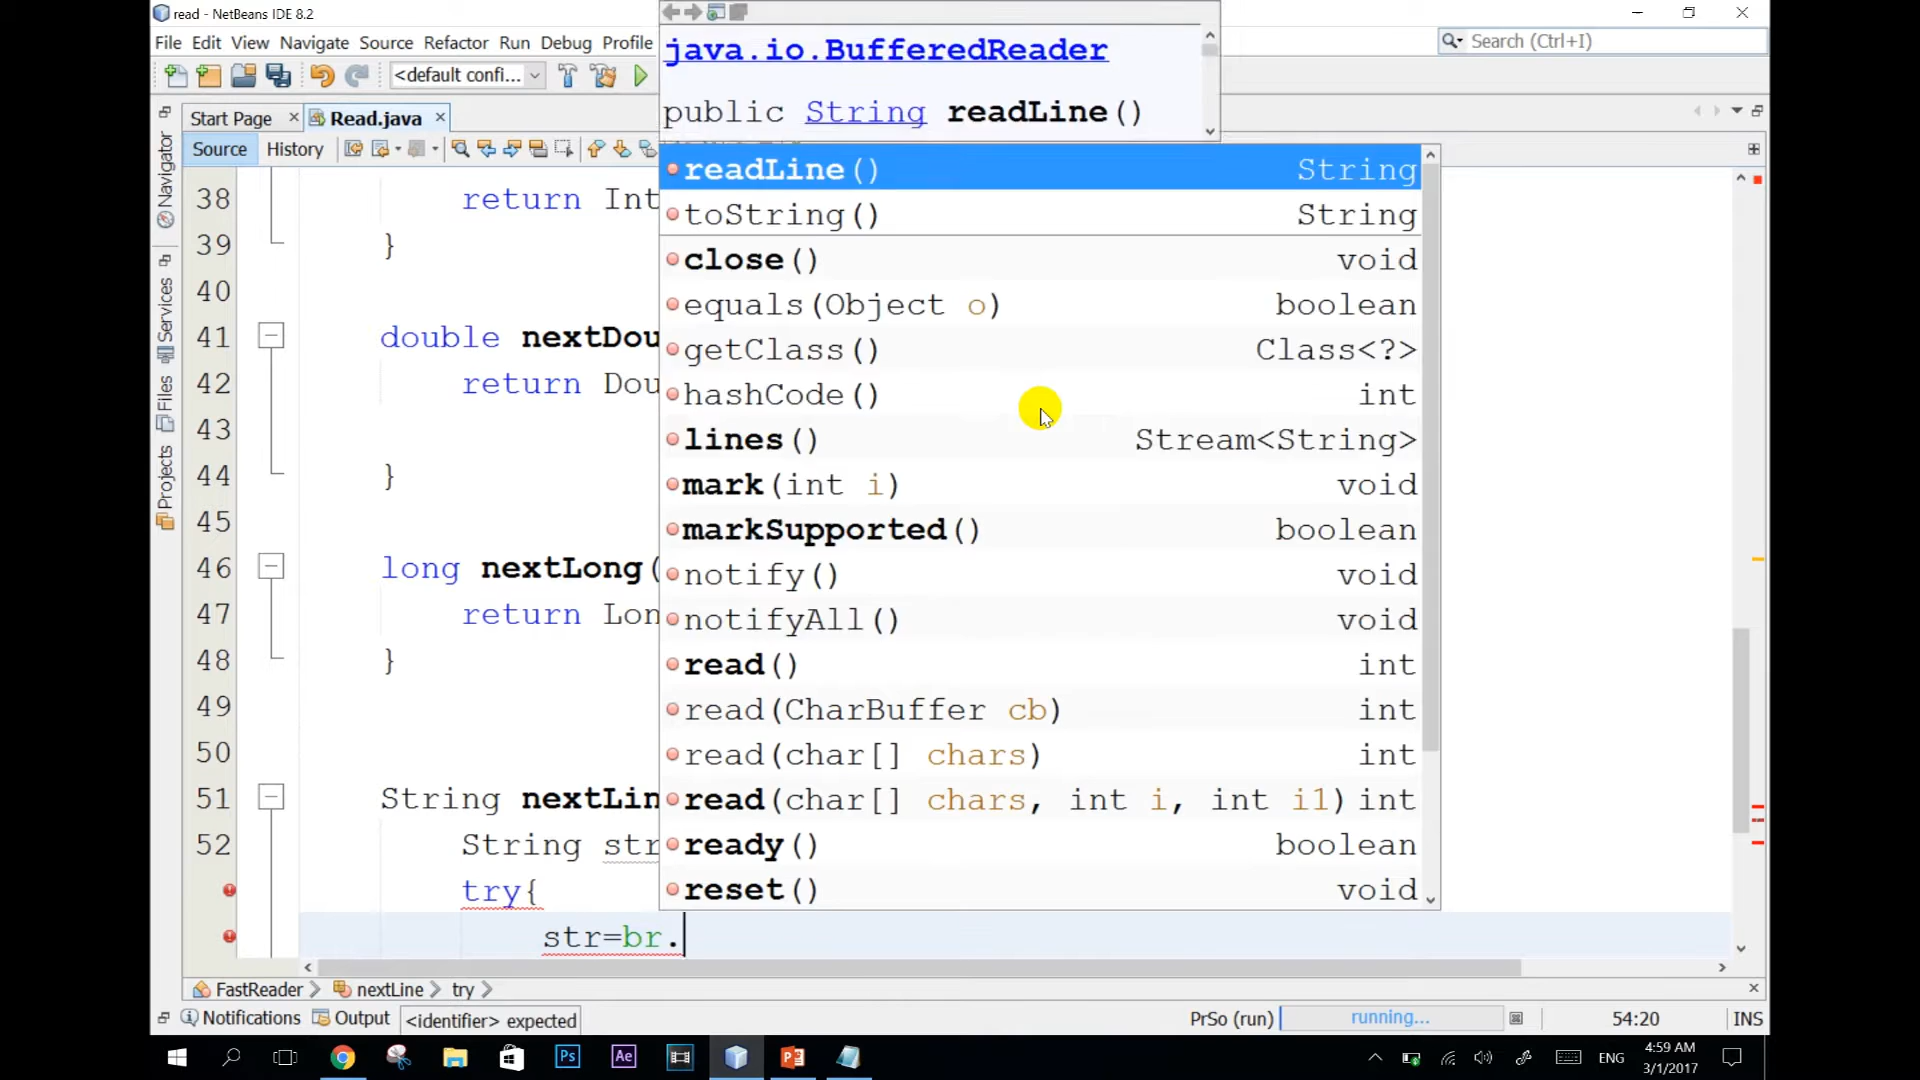 read - NetBeans IDE 8.2
File Edit View Navigate Source Refactor Run Debug Profile
Search (Ctrl+I)
<default confi...
java.io.BufferedReader
public String readLine()
Start Page
Read.java
Source History
Navigator
Services
Files
Projects
readLine() String
toString() String
close() void
equals(Object o) boolean
getClass() Class<?>
hashCode() int
lines() Stream<String>
mark(int i) void
markSupported() boolean
notify() void
notifyAll() void
read() int
read(CharBuffer cb) int
read(char[] chars) int
read(char[] chars, int i, int i1) int
ready() boolean
reset() void
38 return Int
39 }
40
41 double nextDou
42 return Dou
43
44 }
45
46 long nextLong(
47 return Lon
48 }
49
50
51 String nextLin
52 String str
try{
str=br.
FastReader nextLine try
Notifications Output <identifier> expected
PrSo (run) running... 54:20 INS
Ps Ae
ENG
4:59 AM
3/1/2017